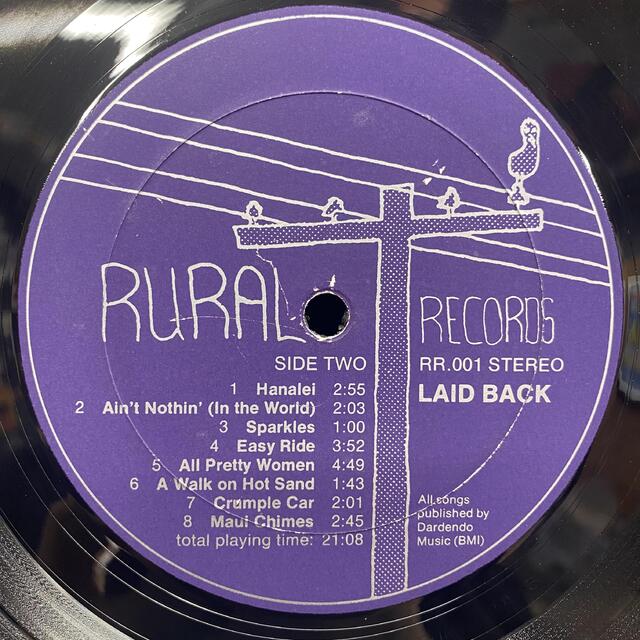 RURAL RECORDS
SIDE TWO
RR.001 STEREO
LAID BACK
1 Hanalei 2:55
2 Ain't Nothin' (In the World) 2:03
3 Sparkles 1:00
4 Easy Ride 3:52
5 All Pretty Women 4:49
6 A Walk on Hot Sand 1:43
7 Crumple Car 2:01
8 Maui Chimes 2:45
total playing time: 21:08
All songs
published by
Dardendo
Music (BMI)